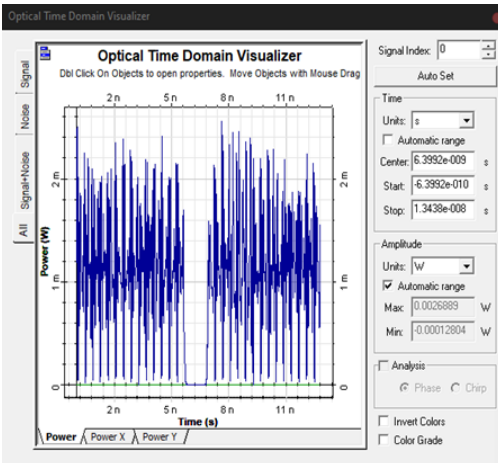 Optical Time Domain Visualizer
Optical Time Domain Visualizer
Dbl Click On Objects to open properties. Move Objects with Mouse Drag
2 n 5 n 8 n 11 n
Signal
Noise
Signal+Noise
All
Power (W)
2 m
1 m
0
2 m
1 m
0
2 n 5 n 8 n 11 n
Time (s)
Power Power X Power Y
Signal Index: 0
Auto Set
Time
Units: s
Automatic range
Center: 6.3992e-009 s
Start: -6.3992e-010 s
Stop: 1.3438e-008 s
Amplitude
Units: W
Automatic range
Max: 0.0026889 W
Min: -0.00012804 W
Analysis
Phase Chirp
Invert Colors
Color Grade